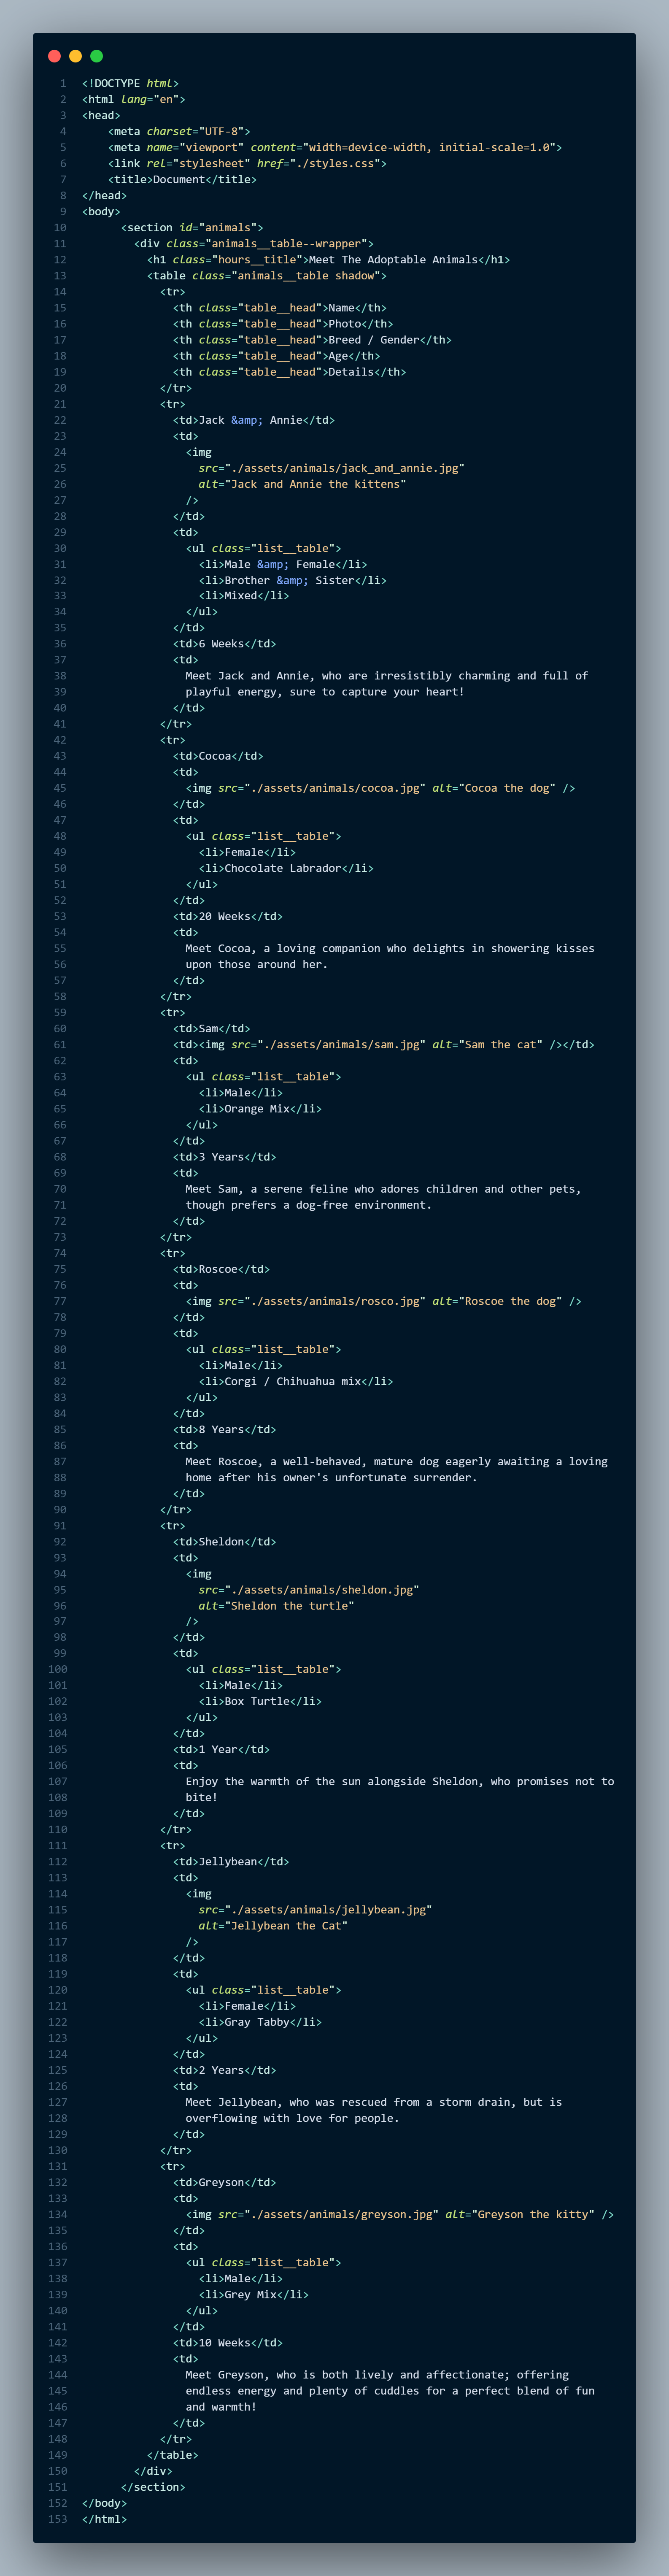 1 <!DOCTYPE html>
2 <html lang="en">
3 <head>
4     <meta charset="UTF-8">
5     <meta name="viewport" content="width=device-width, initial-scale=1.0">
6     <link rel="stylesheet" href="./styles.css">
7     <title>Document</title>
8 </head>
9 <body>
10       <section id="animals">
11         <div class="animals__table--wrapper">
12           <h1 class="hours__title">Meet The Adoptable Animals</h1>
13           <table class="animals__table shadow">
14             <tr>
15               <th class="table__head">Name</th>
16               <th class="table__head">Photo</th>
17               <th class="table__head">Breed / Gender</th>
18               <th class="table__head">Age</th>
19               <th class="table__head">Details</th>
20             </tr>
21             <tr>
22               <td>Jack &amp; Annie</td>
23               <td>
24                 <img
25                   src="./assets/animals/jack_and_annie.jpg"
26                   alt="Jack and Annie the kittens"
27                 />
28               </td>
29               <td>
30                 <ul class="list__table">
31                   <li>Male &amp; Female</li>
32                   <li>Brother &amp; Sister</li>
33                   <li>Mixed</li>
34                 </ul>
35               </td>
36               <td>6 Weeks</td>
37               <td>
38                 Meet Jack and Annie, who are irresistibly charming and full of
39                 playful energy, sure to capture your heart!
40               </td>
41             </tr>
42             <tr>
43               <td>Cocoa</td>
44               <td>
45                 <img src="./assets/animals/cocoa.jpg" alt="Cocoa the dog" />
46               </td>
47               <td>
48                 <ul class="list__table">
49                   <li>Female</li>
50                   <li>Chocolate Labrador</li>
51                 </ul>
52               </td>
53               <td>20 Weeks</td>
54               <td>
55                 Meet Cocoa, a loving companion who delights in showering kisses
56                 upon those around her.
57               </td>
58             </tr>
59             <tr>
60               <td>Sam</td>
61               <td><img src="./assets/animals/sam.jpg" alt="Sam the cat" /></td>
62               <td>
63                 <ul class="list__table">
64                   <li>Male</li>
65                   <li>Orange Mix</li>
66                 </ul>
67               </td>
68               <td>3 Years</td>
69               <td>
70                 Meet Sam, a serene feline who adores children and other pets,
71                 though prefers a dog-free environment.
72               </td>
73             </tr>
74             <tr>
75               <td>Roscoe</td>
76               <td>
77                 <img src="./assets/animals/rosco.jpg" alt="Roscoe the dog" />
78               </td>
79               <td>
80                 <ul class="list__table">
81                   <li>Male</li>
82                   <li>Corgi / Chihuahua mix</li>
83                 </ul>
84               </td>
85               <td>8 Years</td>
86               <td>
87                 Meet Roscoe, a well-behaved, mature dog eagerly awaiting a loving
88                 home after his owner's unfortunate surrender.
89               </td>
90             </tr>
91             <tr>
92               <td>Sheldon</td>
93               <td>
94                 <img
95                   src="./assets/animals/sheldon.jpg"
96                   alt="Sheldon the turtle"
97                 />
98               </td>
99               <td>
100                 <ul class="list__table">
101                   <li>Male</li>
102                   <li>Box Turtle</li>
103                 </ul>
104               </td>
105               <td>1 Year</td>
106               <td>
107                 Enjoy the warmth of the sun alongside Sheldon, who promises not to
108                 bite!
109               </td>
110             </tr>
111             <tr>
112               <td>Jellybean</td>
113               <td>
114                 <img
115                   src="./assets/animals/jellybean.jpg"
116                   alt="Jellybean the Cat"
117                 />
118               </td>
119               <td>
120                 <ul class="list__table">
121                   <li>Female</li>
122                   <li>Gray Tabby</li>
123                 </ul>
124               </td>
125               <td>2 Years</td>
126               <td>
127                 Meet Jellybean, who was rescued from a storm drain, but is
128                 overflowing with love for people.
129               </td>
130             </tr>
131             <tr>
132               <td>Greyson</td>
133               <td>
134                 <img src="./assets/animals/greyson.jpg" alt="Greyson the kitty" />
135               </td>
136               <td>
137                 <ul class="list__table">
138                   <li>Male</li>
139                   <li>Grey Mix</li>
140                 </ul>
141               </td>
142               <td>10 Weeks</td>
143               <td>
144                 Meet Greyson, who is both lively and affectionate; offering
145                 endless energy and plenty of cuddles for a perfect blend of fun
146                 and warmth!
147               </td>
148             </tr>
149           </table>
150         </div>
151       </section>
152 </body>
153 </html>